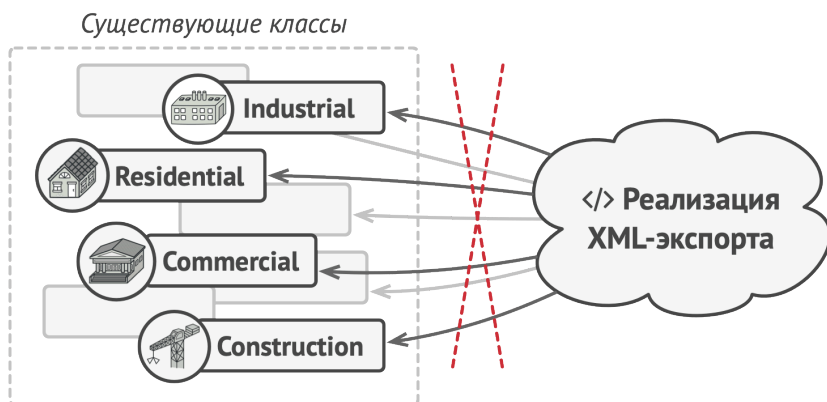 Существующие классы
Industrial
Residential
Commercial
Construction
</> Реализация
XML-экспорта